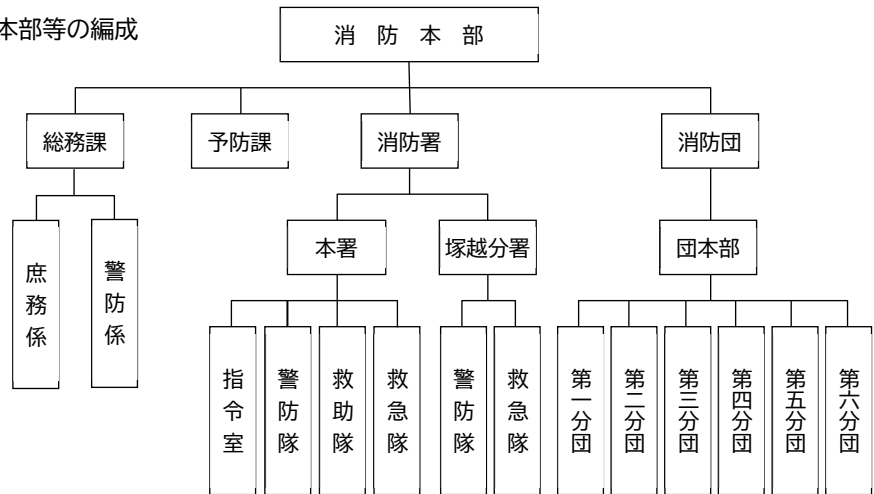 本部等の編成
消防本部
総務課
予防課
消防署
消防団
本署
塚越分署
団本部
庶務係
警防係
指令室
警防隊
救助隊
救急隊
警防隊
救急隊
第一分団
第二分団
第三分団
第四分団
第五分団
第六分団